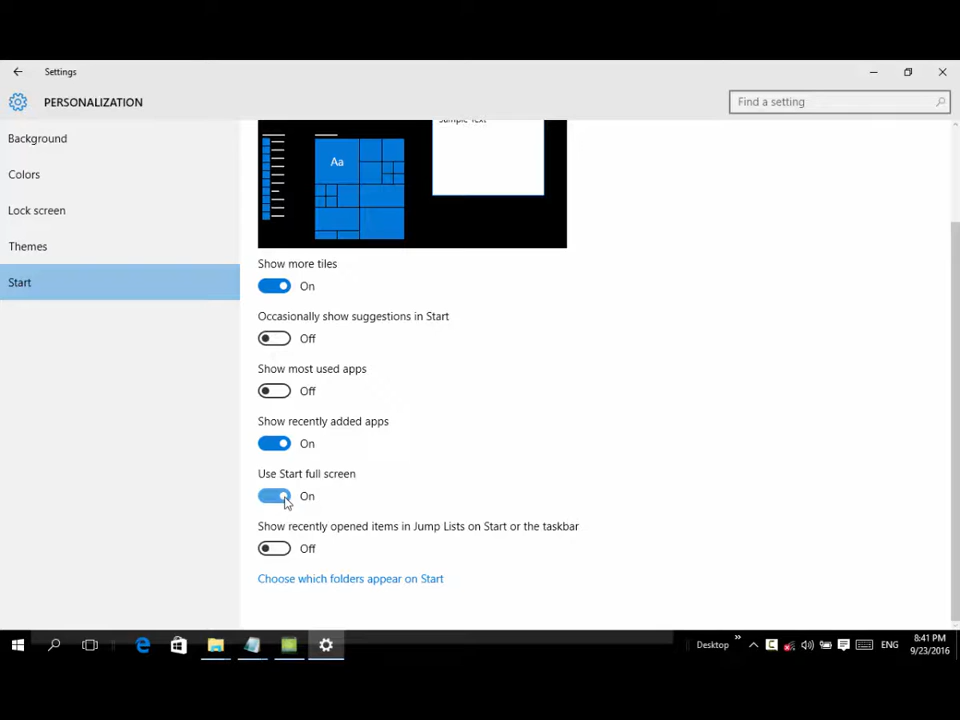 Settings
PERSONALIZATION
Find a setting
Background
Colors
Lock screen
Themes
Start
Sample Text
Aa
Show more tiles
On
Occasionally show suggestions in Start
Off
Show most used apps
Off
Show recently added apps
On
Use Start full screen
On
Show recently opened items in Jump Lists on Start or the taskbar
Off
Choose which folders appear on Start
Desktop
ENG
8:41 PM
9/23/2016